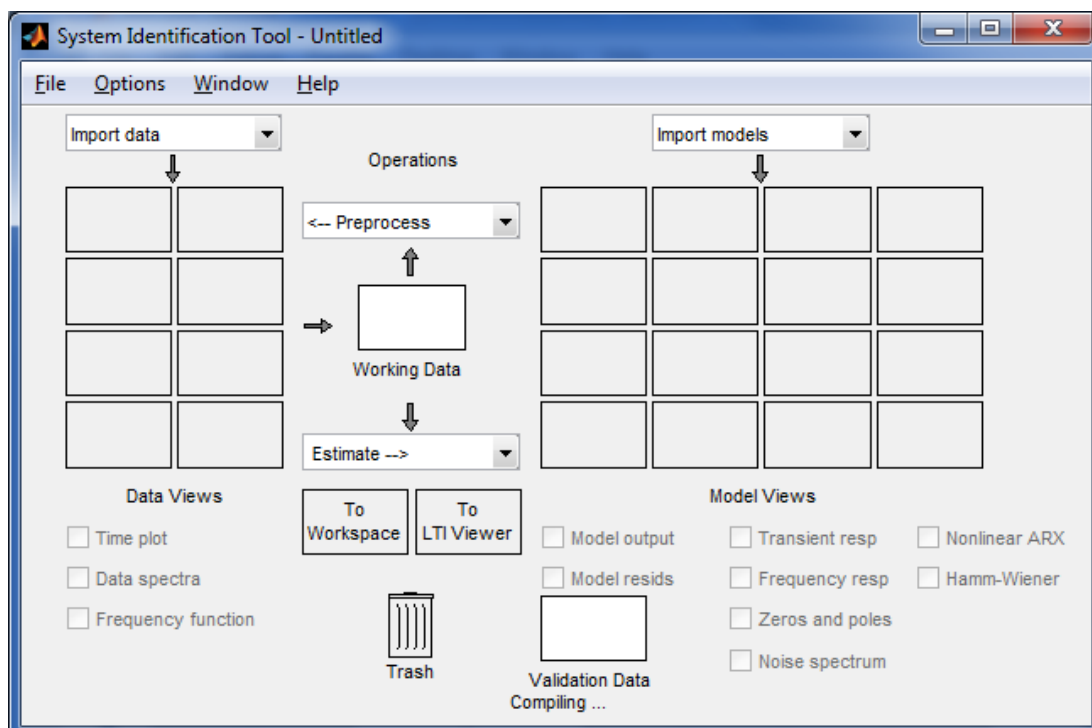 System Identification Tool - Untitled
File Options Window Help
Import data
Import models
Operations
<-- Preprocess
Working Data
Estimate -->
Data Views
Model Views
To
Workspace
To
LTI Viewer
Time plot
Data spectra
Frequency function
Model output
Model resids
Transient resp
Frequency resp
Zeros and poles
Noise spectrum
Nonlinear ARX
Hamm-Wiener
Trash
Validation Data
Compiling ...